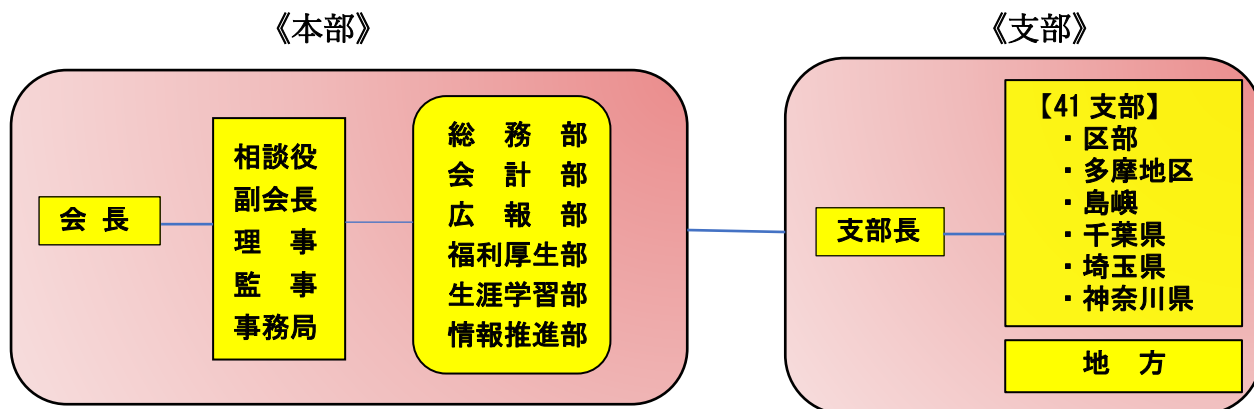 《本部》
会 長
相談役
副会長
理　事
監　事
事務局
総　務　部
会　計　部
広　報　部
福利厚生部
生涯学習部
情報推進部
《支部》
支部長
【41 支部】
・区部
・多摩地区
・島嶼
・千葉県
・埼玉県
・神奈川県
地　方